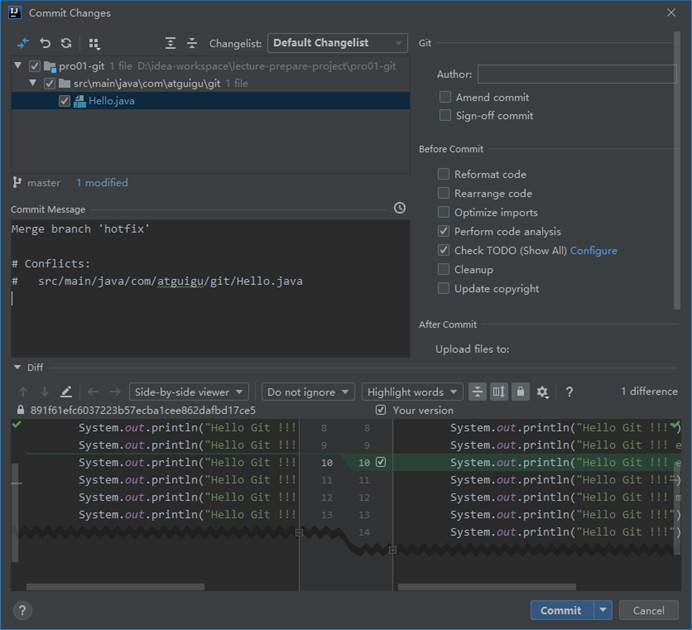 Commit Changes
Changelist: Default Changelist
pro01-git 1 file D:\idea-workspace\lecture-prepare-project\pro01-git
src\main\java\com\atguigu\git 1 file
Hello.java
master 1 modified
Commit Message
Merge branch 'hotfix'
# Conflicts:
#   src/main/java/com/atguigu/git/Hello.java
Git
Author:
Amend commit
Sign-off commit
Before Commit
Reformat code
Rearrange code
Optimize imports
Perform code analysis
Check TODO (Show All) Configure
Cleanup
Update copyright
After Commit
Upload files to:
Diff
Side-by-side viewer Do not ignore Highlight words ? 1 difference
891f61efc6037223b57ecba1cee862dafbd17ce5 Your version
System.out.println("Hello Git !!! 8 8 System.out.println("Hello Git !!!")
System.out.println("Hello Git !!! 9 9 System.out.println("Hello Git !!! e
System.out.println("Hello Git !!! 10 10 System.out.println("Hello Git !!! e
System.out.println("Hello Git !!! 11 11 System.out.println("Hello Git !!!")
System.out.println("Hello Git !!! 12 12 System.out.println("Hello Git !!! m
System.out.println("Hello Git !!! 13 13 System.out.println("Hello Git !!!")
14 System.out.println("Hello Git !!!")
? Commit Cancel